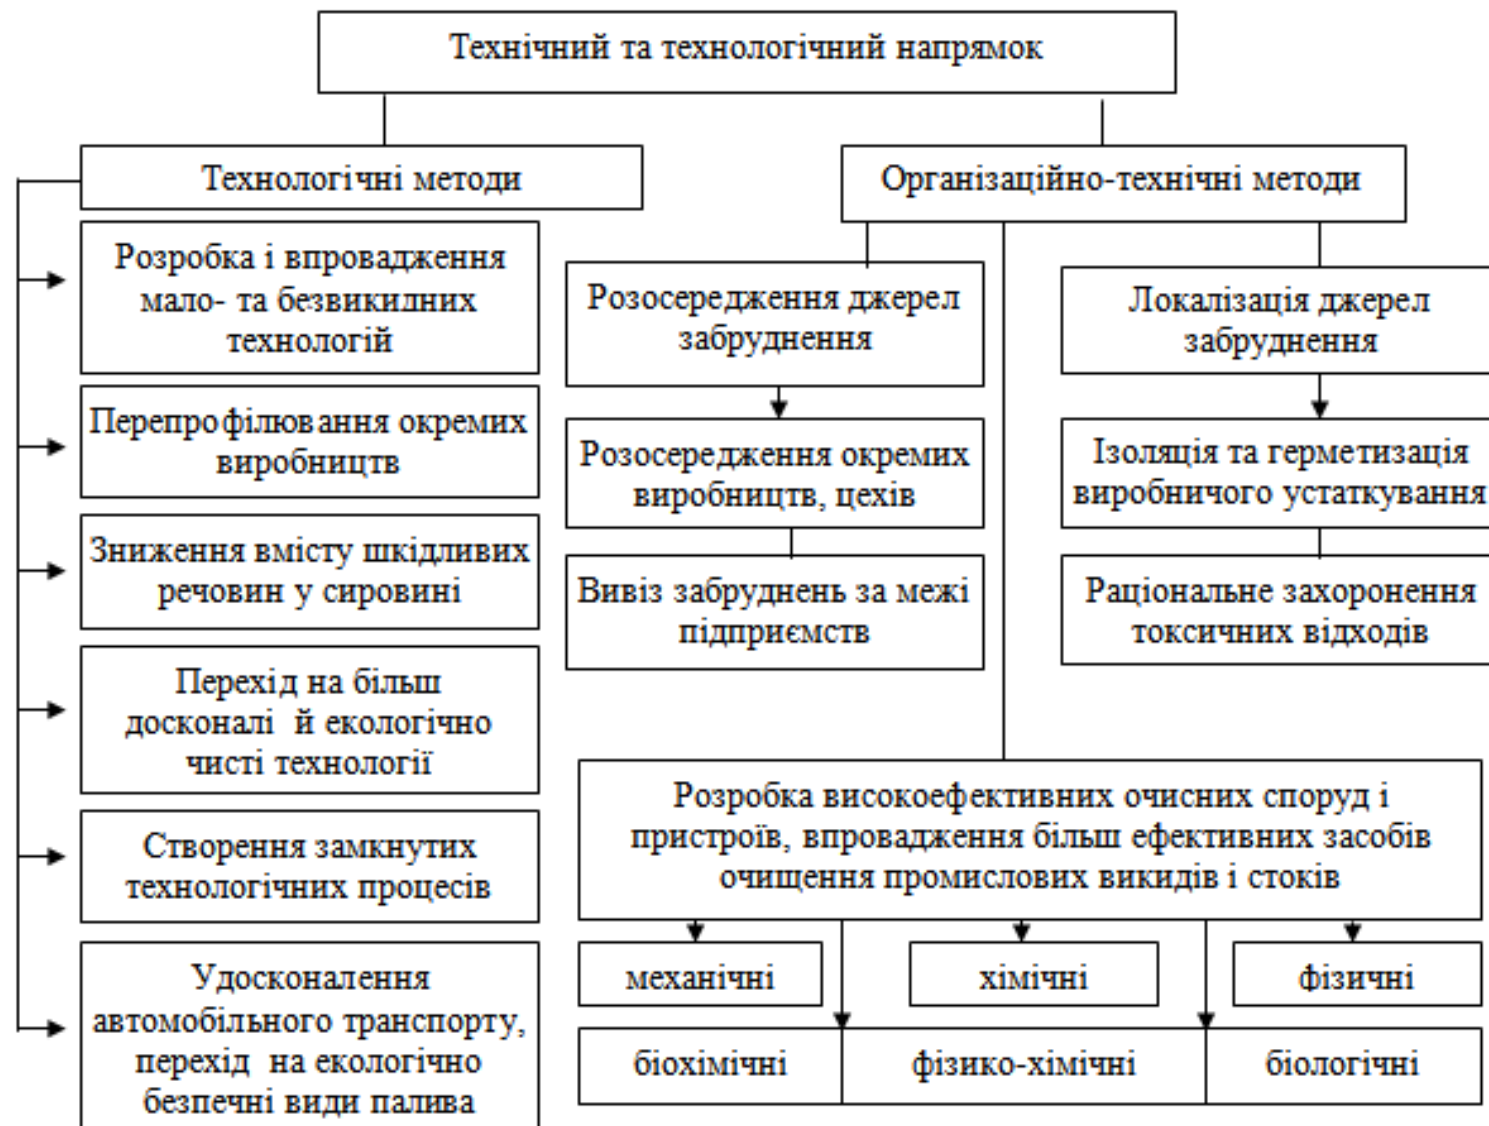 Технічний та технологічний напрямок
Технологічні методи
Розробка і впровадження
мало- та безвикидних
технологій
Перепрофілювання окремих
виробництв
Зниження вмісту шкідливих
речовин у сировині
Перехід на більш
досконалі й екологічно
чисті технології
Створення замкнутих
технологічних процесів
Удосконалення
автомобільного транспорту,
перехід на екологічно
безпечні види палива
Організаційно-технічні методи
Розосередження джерел
забруднення
Розосередження окремих
виробництв, цехів
Вивіз забруднень за межі
підприємств
Локалізація джерел
забруднення
Ізоляція та герметизація
виробничого устаткування
Раціональне захоронення
токсичних відходів
Розробка високоефективних очисних споруд і
пристроїв, впровадження більш ефективних засобів
очищення промислових викидів і стоків
механічні
хімічні
фізичні
біохімічні
фізико-хімічні
біологічні